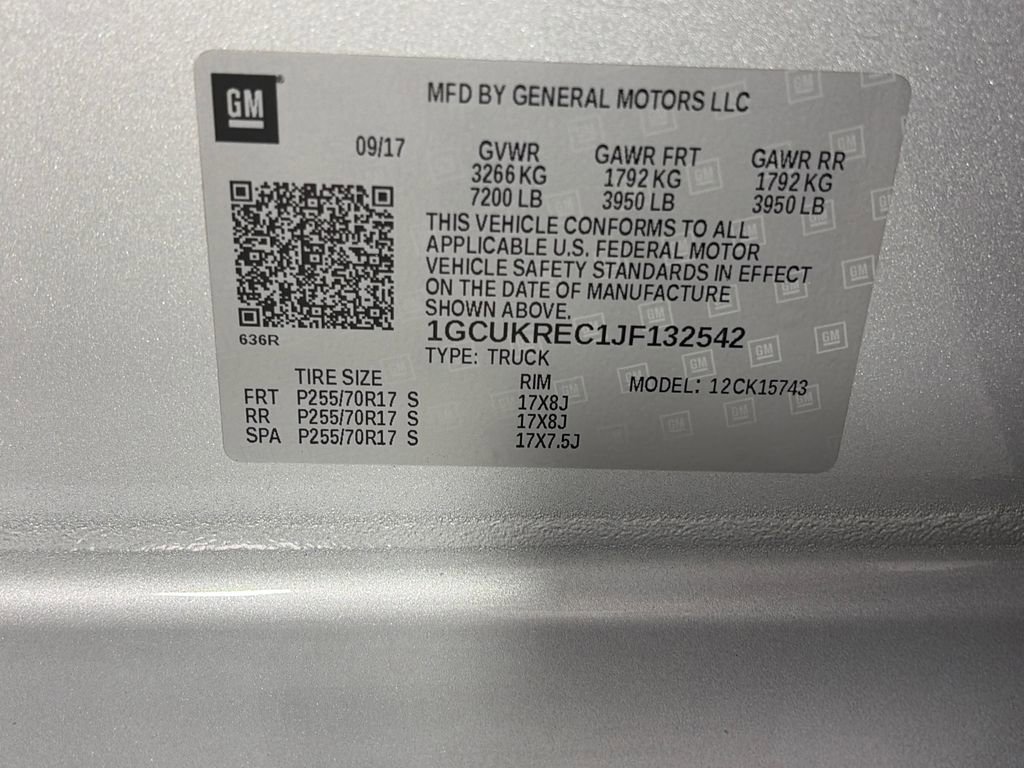 GM
MFD BY GENERAL MOTORS LLC
09/17
GVWR GAWR FRT GAWR RR
3266 KG 1792 KG 1792 KG
7200 LB 3950 LB 3950 LB
THIS VEHICLE CONFORMS TO ALL
APPLICABLE U.S. FEDERAL MOTOR
VEHICLE SAFETY STANDARDS IN EFFECT
ON THE DATE OF MANUFACTURE
SHOWN ABOVE.
636R
1GCUKREC1JF132542
TYPE: TRUCK
TIRE SIZE RIM MODEL: 12CK15743
FRT P255/70R17 S 17X8J
RR P255/70R17 S 17X8J
SPA P255/70R17 S 17X7.5J